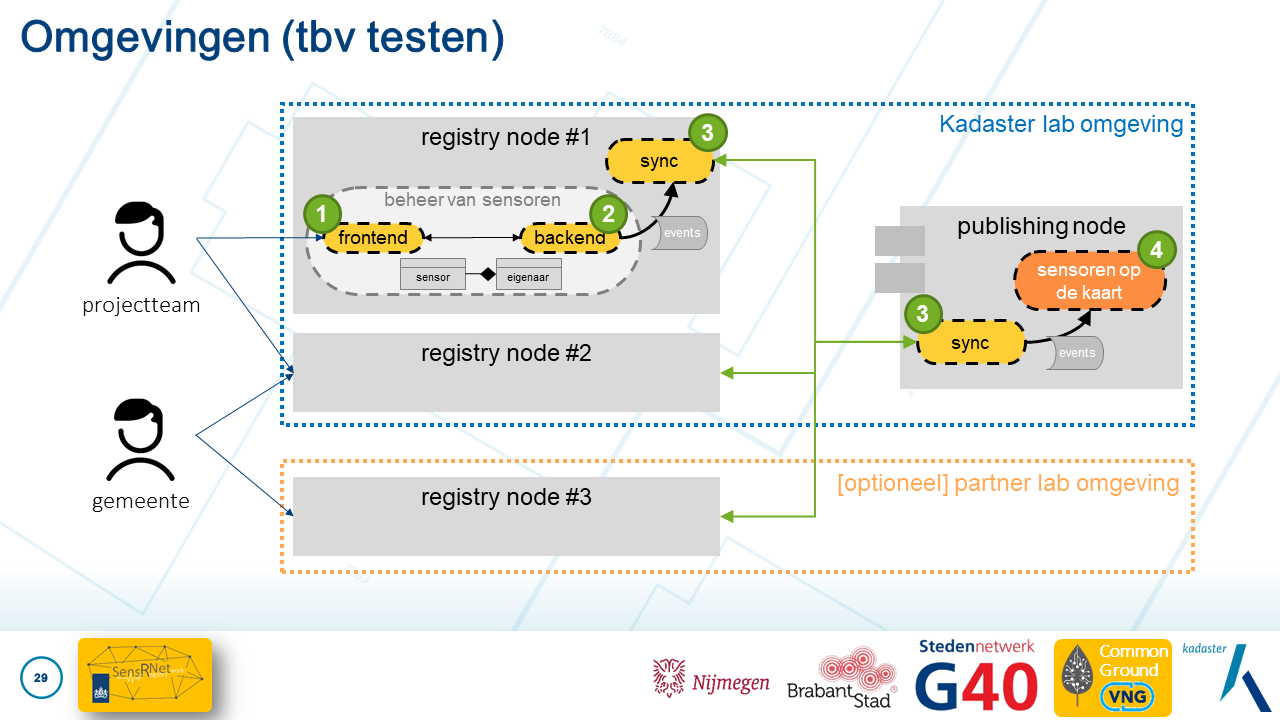 Omgevingen (tbv testen)
7884
Kadaster lab omgeving
registry node #1
3
sync
beheer van sensoren
1
2
frontend
backend
events
sensor
eigenaar
projectteam
publishing node
4
sensoren op
de kaart
3
sync
events
registry node #2
gemeente
[optioneel] partner lab omgeving
registry node #3
7883
29
SensRNet
Nijmegen
BrabantStad
Stedennetwerk
G40
Common
Ground
VNG
kadaster